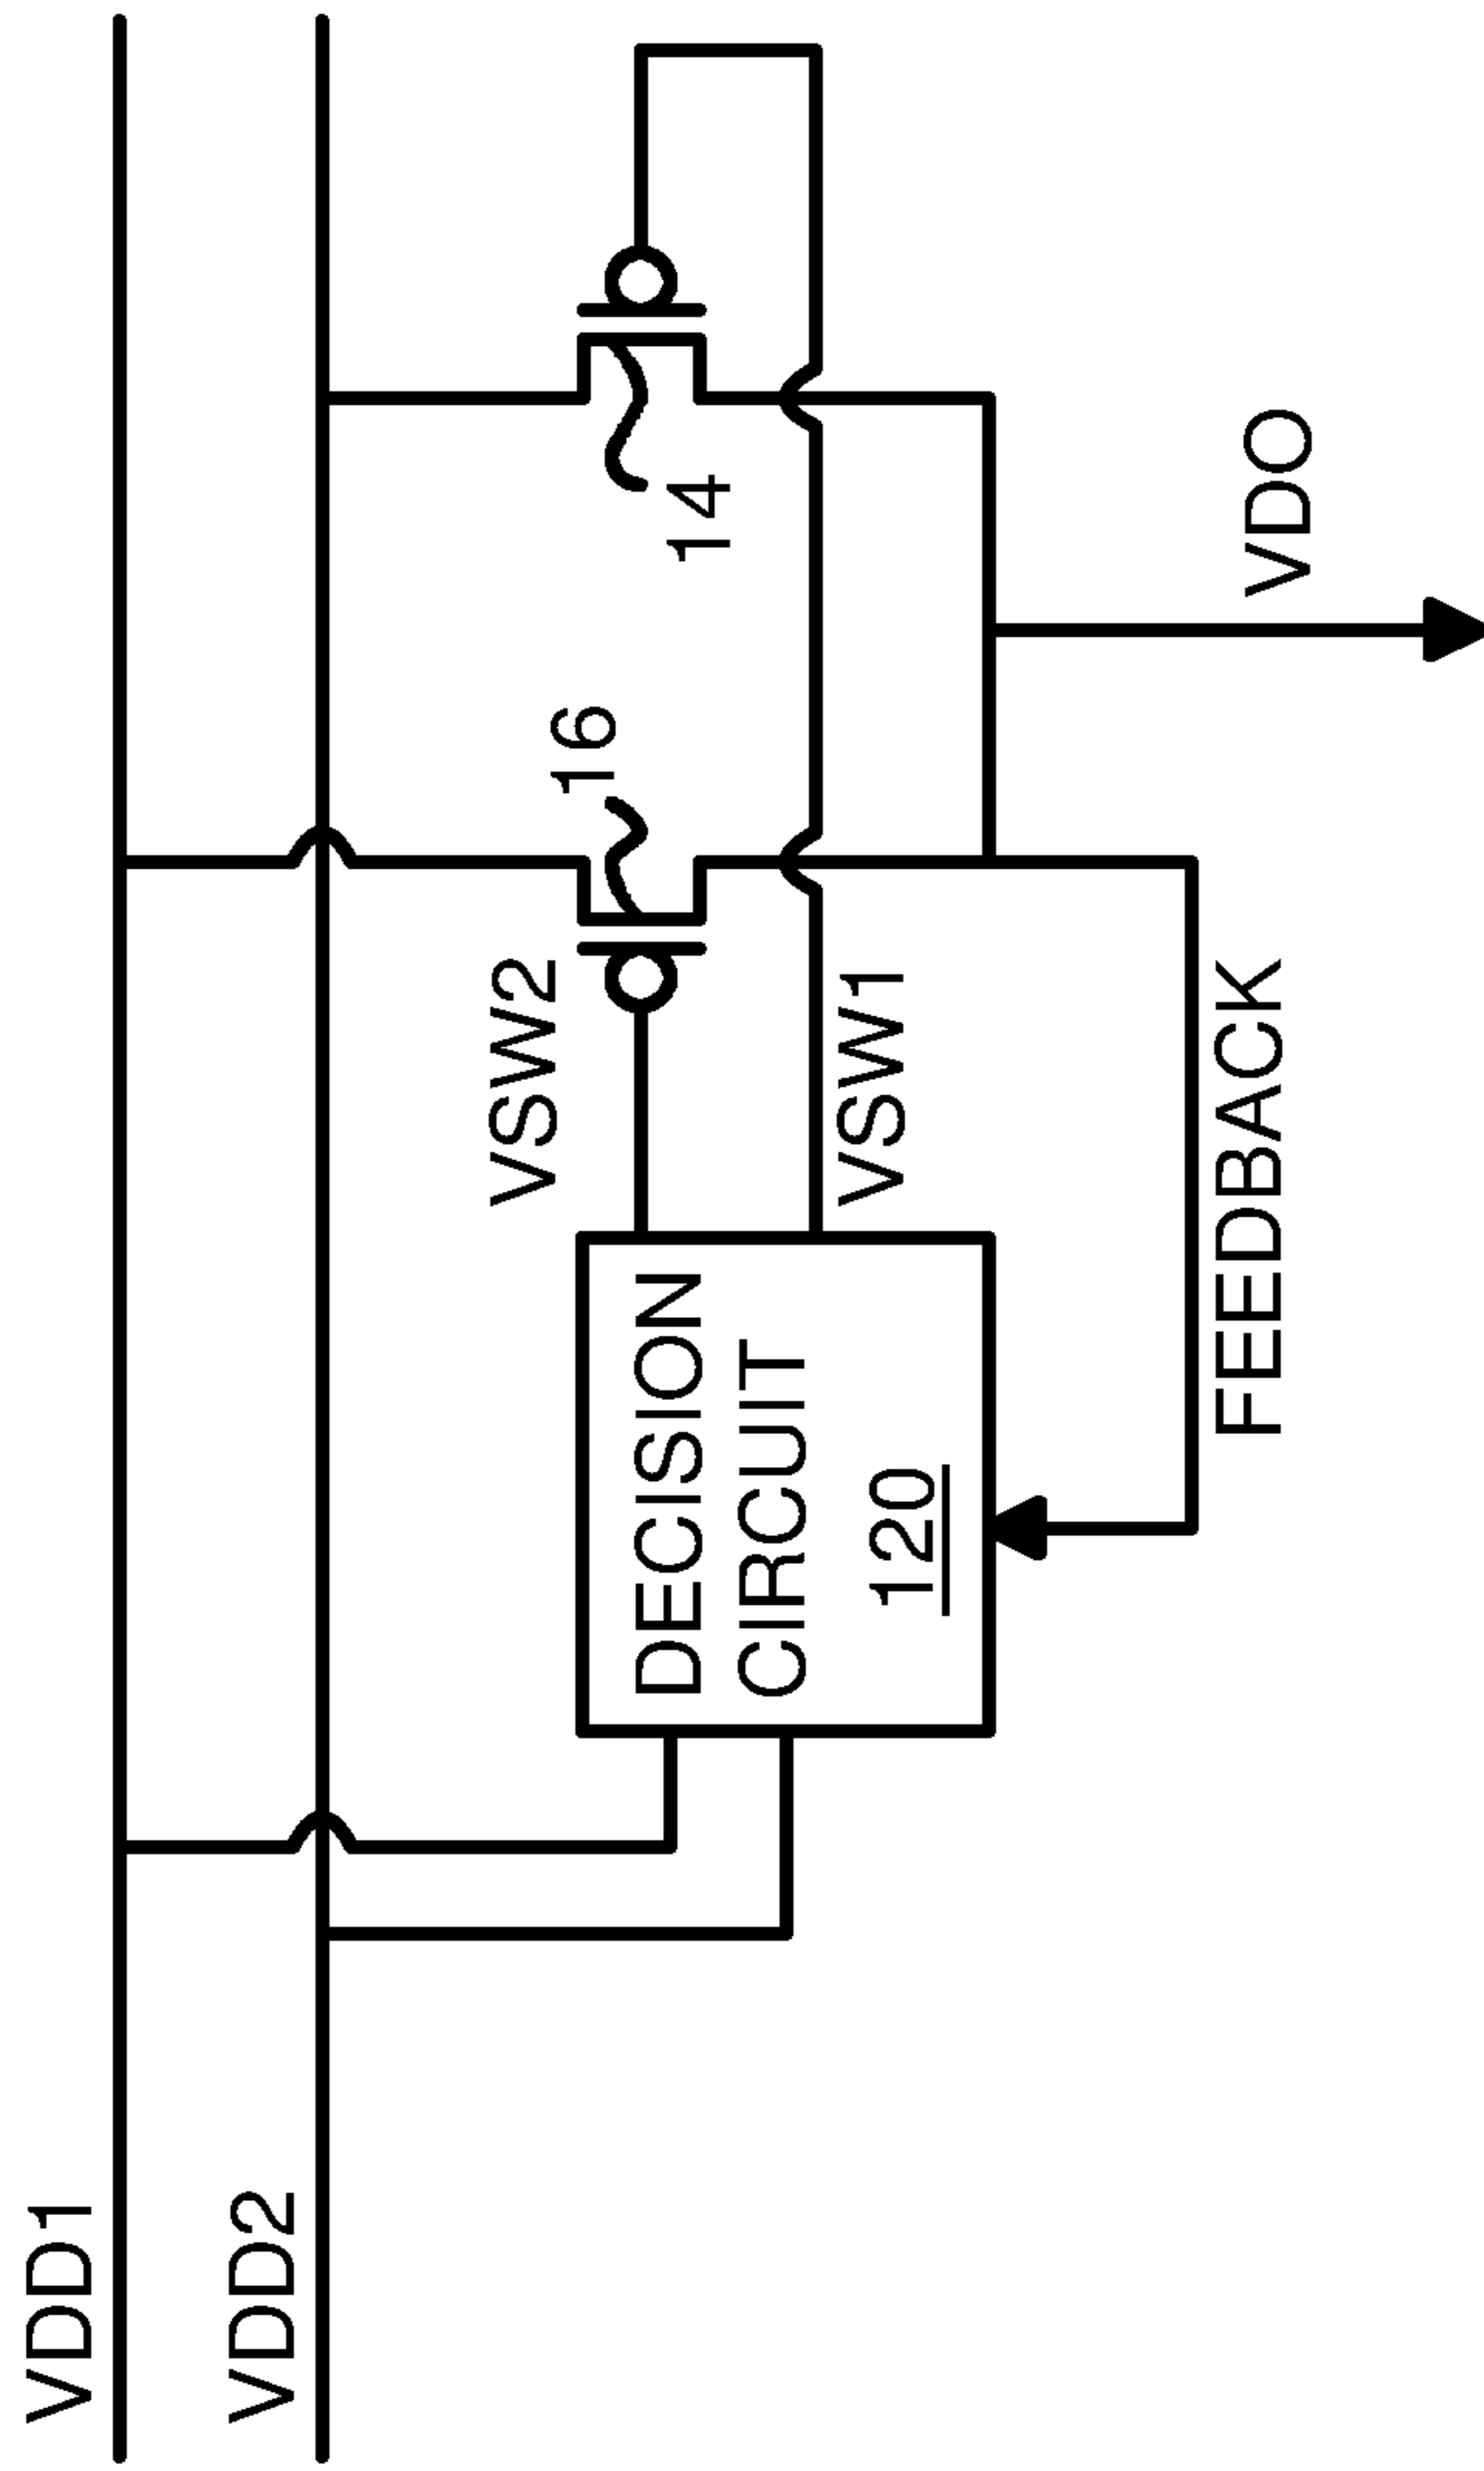 VDD1
VDD2
VSW2
16
14
DECISION
CIRCUIT
120
VSW1
FEEDBACK
VDO